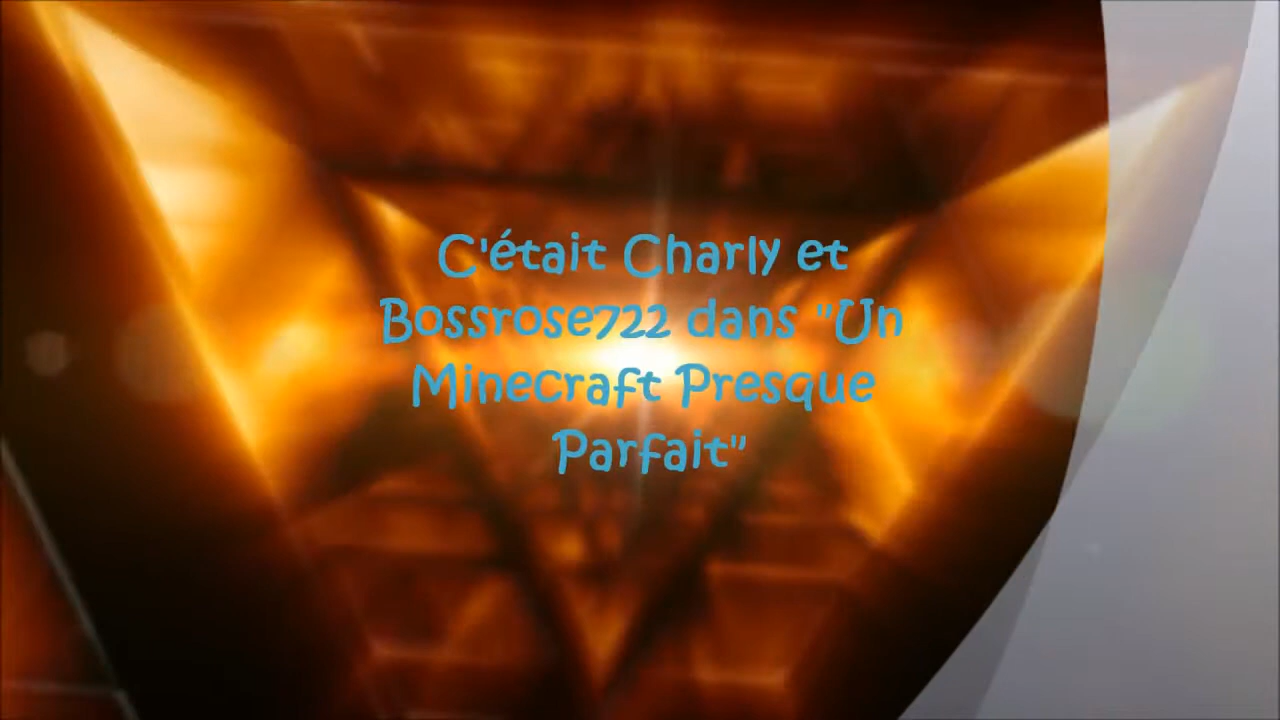 C'était Charly et
Bossrose722 dans "Un
Minecraft Presque
Parfait"